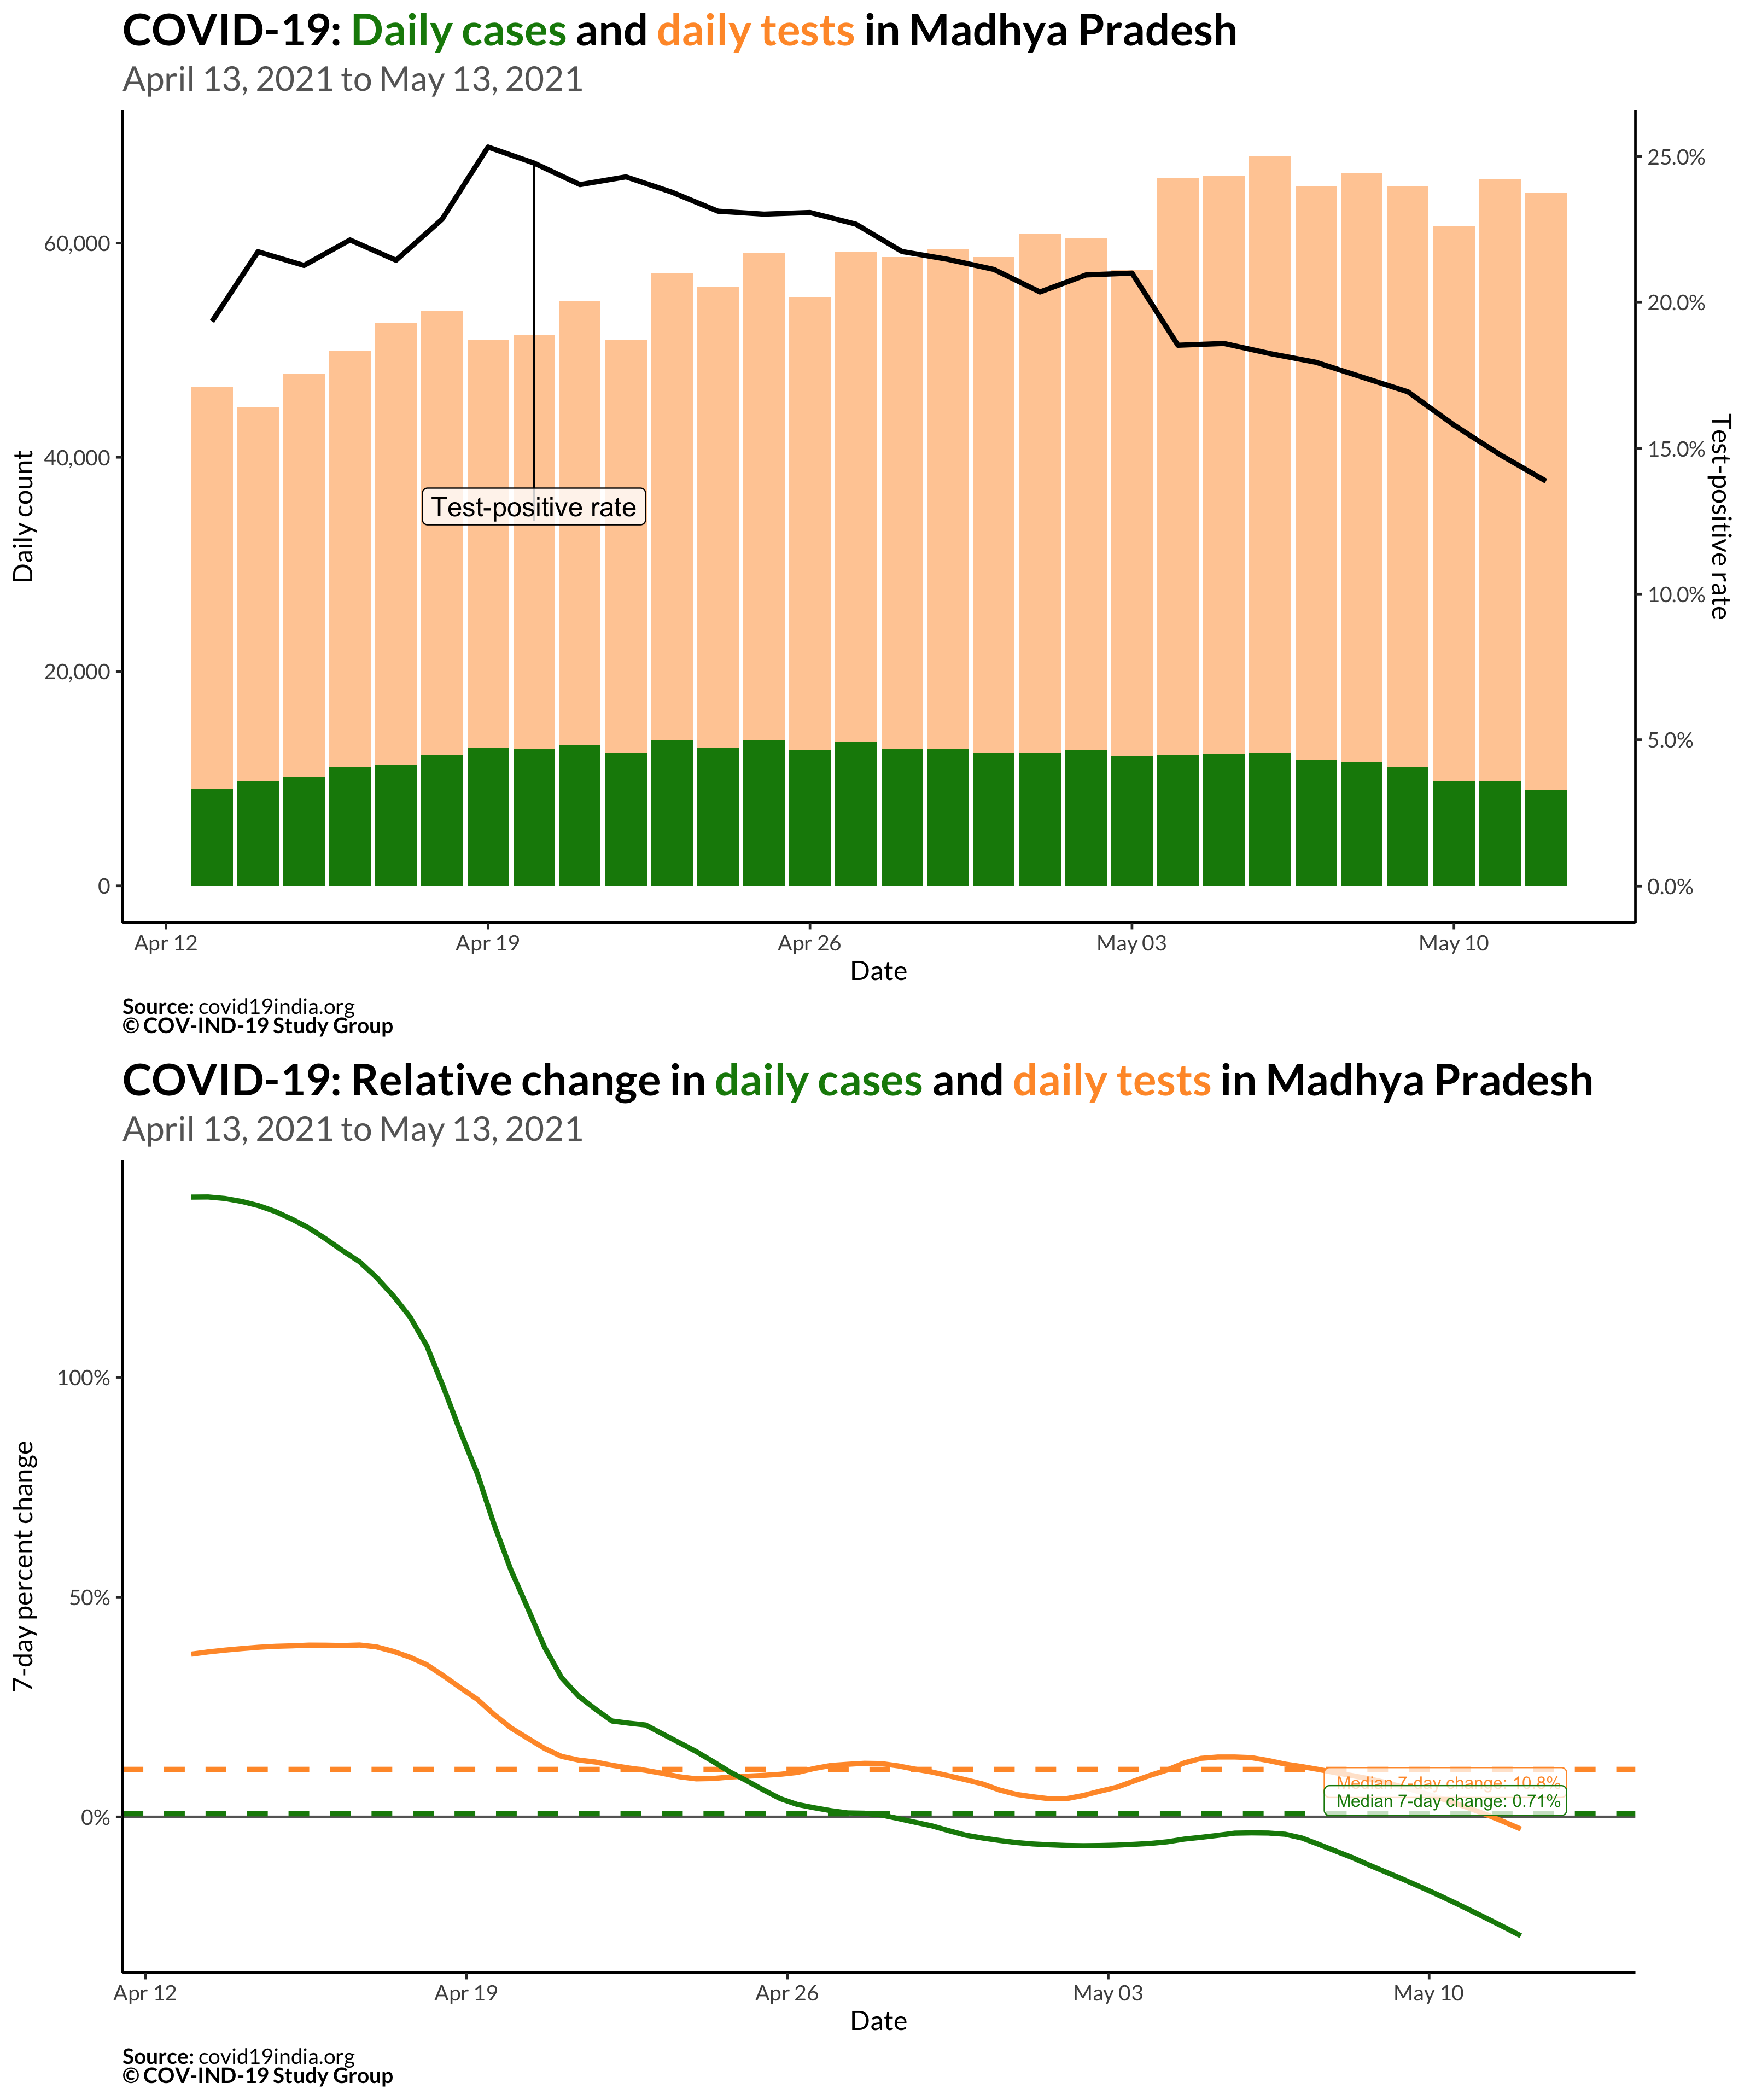 COVID-19: Daily cases and daily tests in Madhya Pradesh
April 13, 2021 to May 13, 2021
Daily count
60,000
40,000
20,000
0
Test-positive rate
25.0%
20.0%
15.0%
10.0%
5.0%
0.0%
Test-positive rate
Apr 12
Apr 19
Apr 26
May 03
May 10
Date
Source: covid19india.org
© COV-IND-19 Study Group
COVID-19: Relative change in daily cases and daily tests in Madhya Pradesh
April 13, 2021 to May 13, 2021
7-day percent change
100%
50%
0%
Median 7-day change: 10.8%
Median 7-day change: 0.71%
Apr 12
Apr 19
Apr 26
May 03
May 10
Date
Source: covid19india.org
© COV-IND-19 Study Group